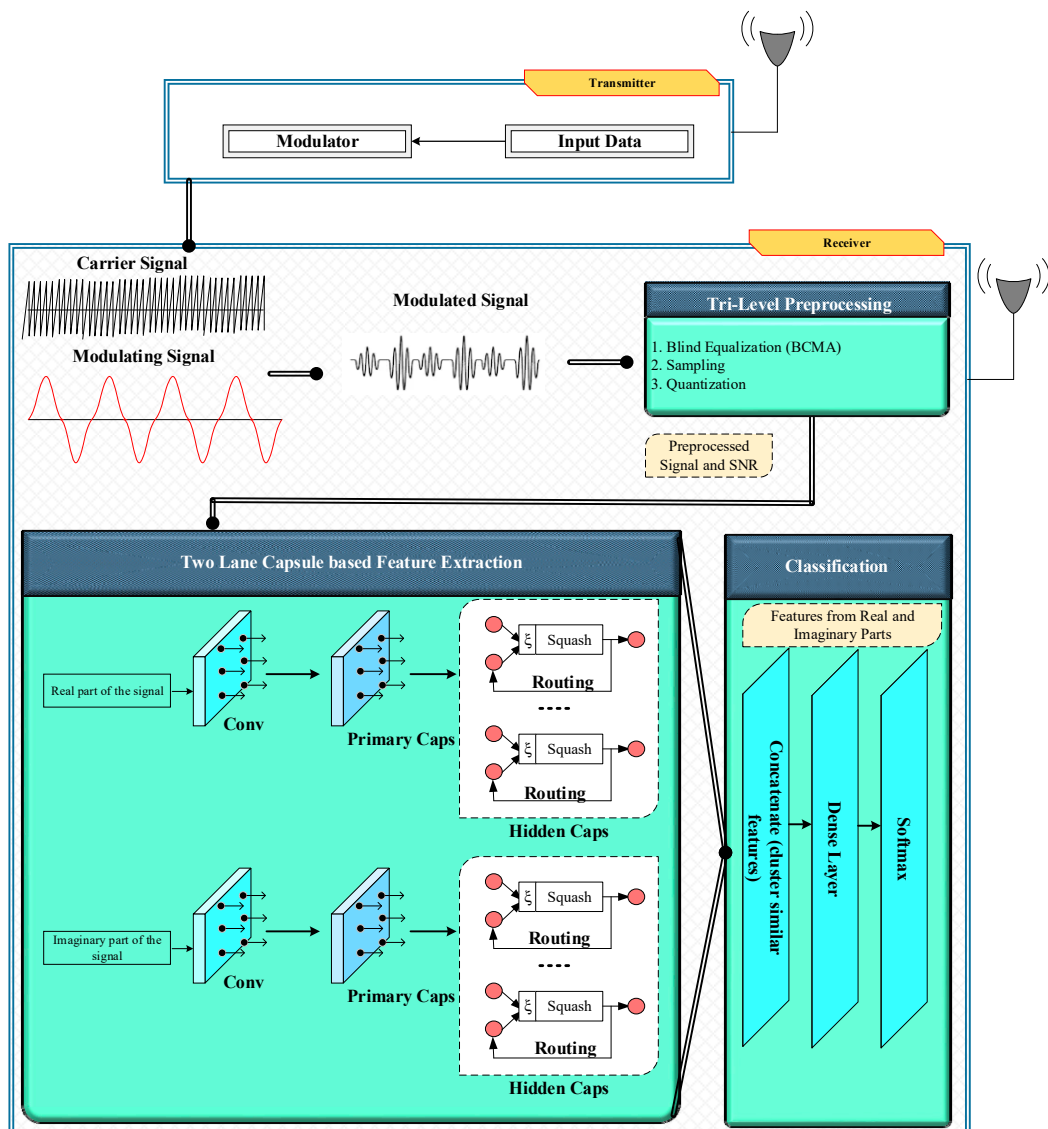 Transmitter
Modulator
Input Data
Receiver
Carrier Signal
Modulating Signal
Modulated Signal
Tri-Level Preprocessing
1. Blind Equalization (BCMA)
2. Sampling
3. Quantization
Preprocessed
Signal and SNR
Two Lane Capsule based Feature Extraction
Real part of the signal
Conv
Primary Caps
ξ Squash
Routing
ξ Squash
Routing
Hidden Caps
Imaginary part of the
signal
Conv
Primary Caps
ξ Squash
Routing
ξ Squash
Routing
Hidden Caps
Classification
Features from Real and
Imaginary Parts
Concatenate (cluster similar
features)
Dense Layer
Softmax